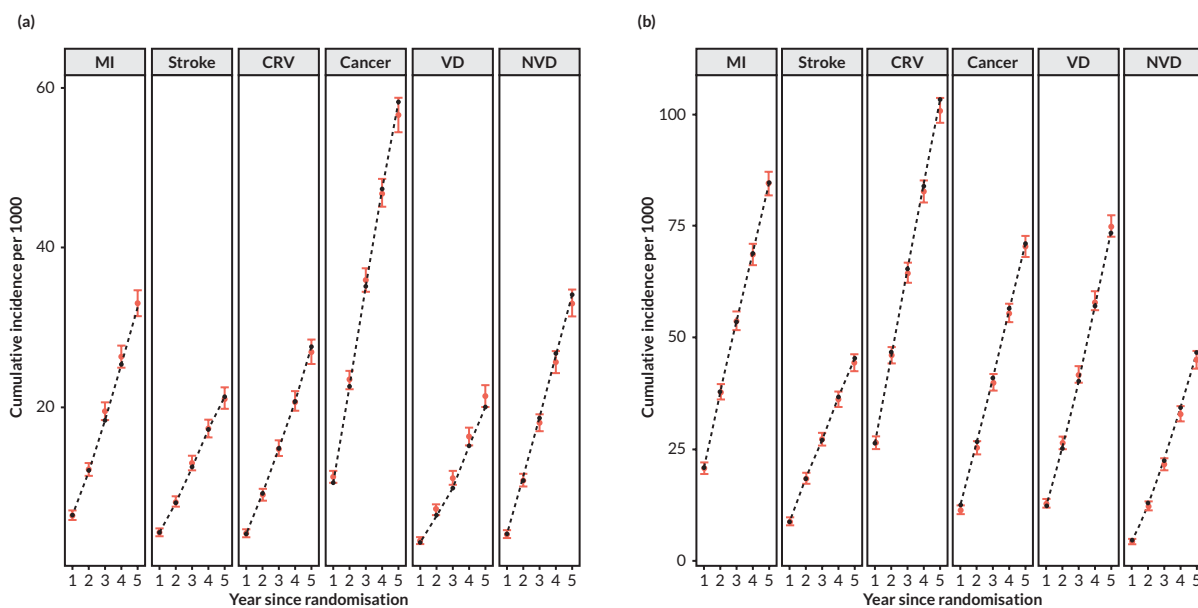 (a)
MI Stroke CRV Cancer VD NVD
60
40
20
Cumulative incidence per 1000
1 2 3 4 5 1 2 3 4 5 1 2 3 4 5 1 2 3 4 5 1 2 3 4 5 1 2 3 4 5
Year since randomisation
(b)
MI Stroke CRV Cancer VD NVD
100
75
50
25
0
Cumulative incidence per 1000
1 2 3 4 5 1 2 3 4 5 1 2 3 4 5 1 2 3 4 5 1 2 3 4 5 1 2 3 4 5
Year since randomisation